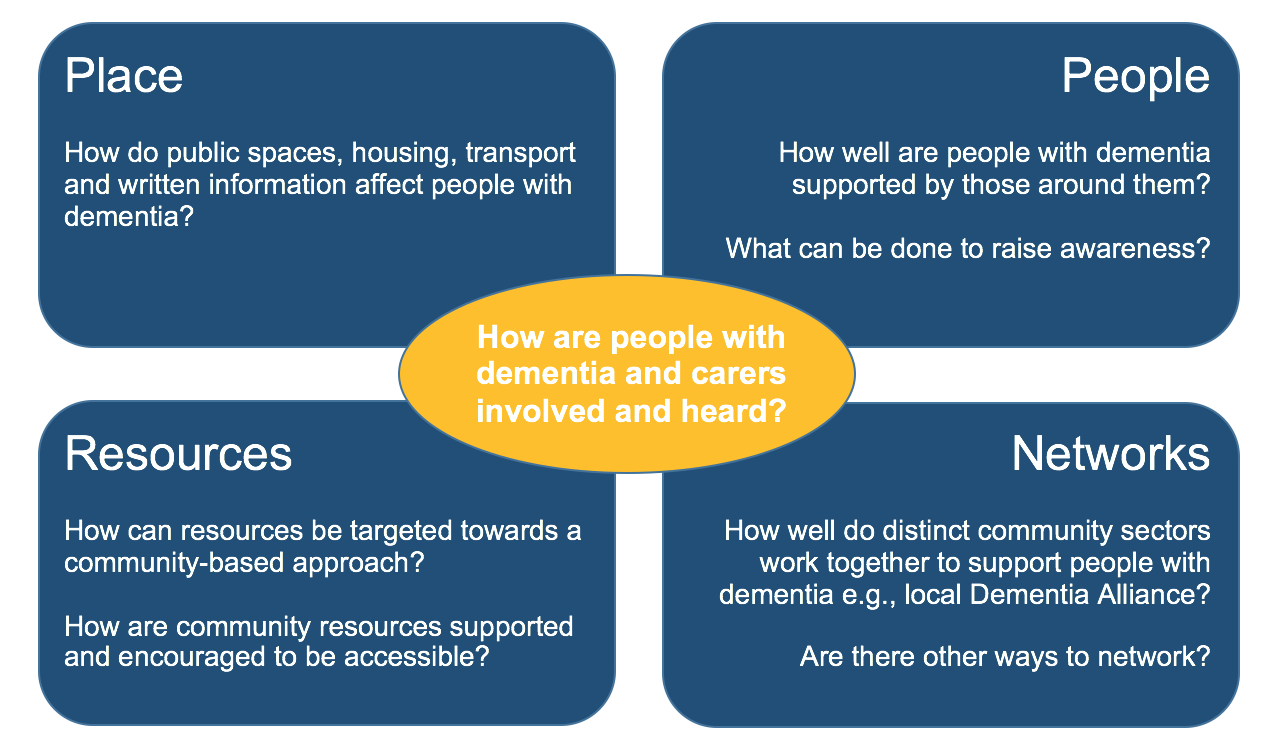 Place
How do public spaces, housing, transport
and written information affect people with
dementia?
People
How well are people with dementia
supported by those around them?
What can be done to raise awareness?
How are people with
dementia and carers
involved and heard?
Resources
How can resources be targeted towards a
community-based approach?
How are community resources supported
and encouraged to be accessible?
Networks
How well do distinct community sectors
work together to support people with
dementia e.g., local Dementia Alliance?
Are there other ways to network?